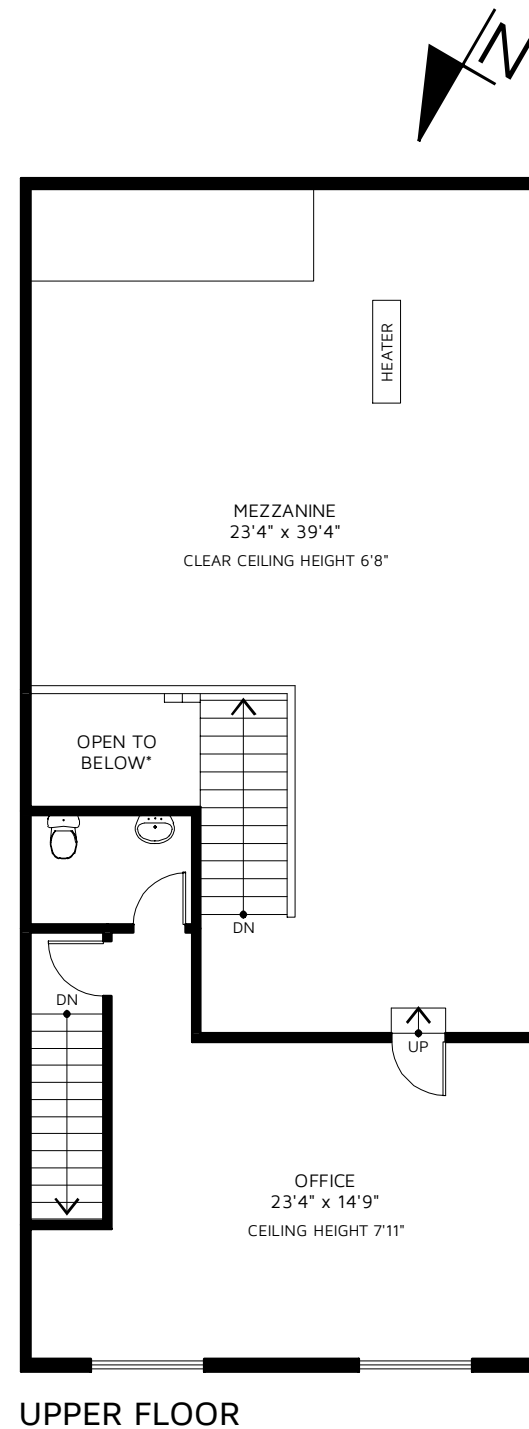 N
HEATER
MEZZANINE
23'4" x 39'4"
CLEAR CEILING HEIGHT 6'8"
OPEN TO
BELOW*
DN
DN
UP
OFFICE
23'4" x 14'9"
CEILING HEIGHT 7'11"
UPPER FLOOR